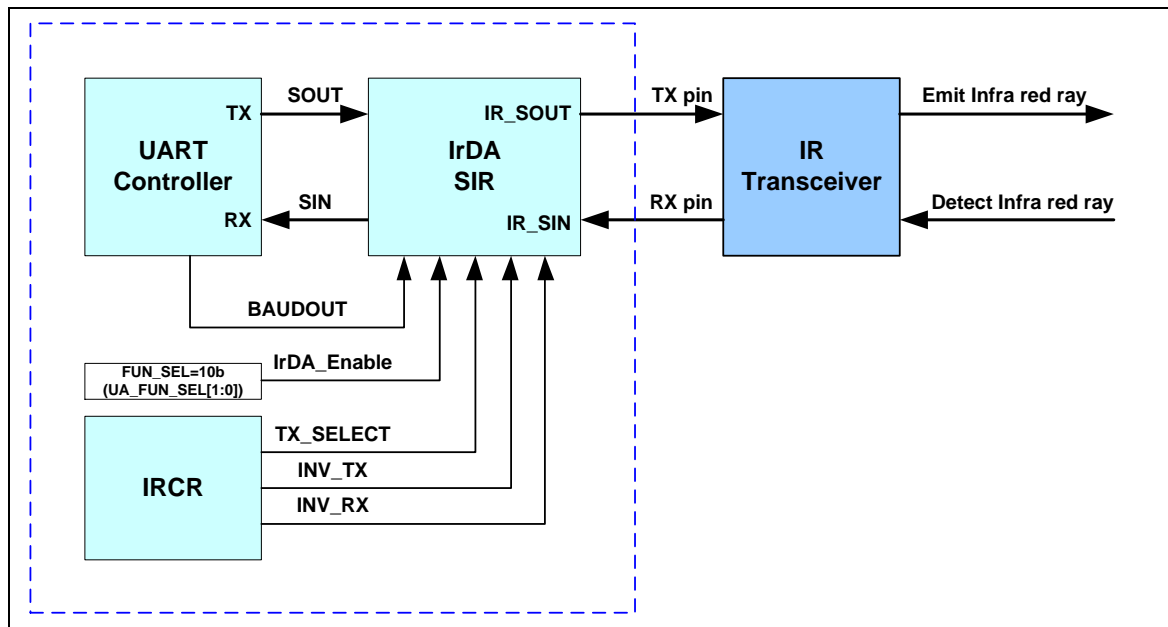 SOUT
TX pin
Emit Infra red ray
TX
IR_SOUT
UART
Controller
IrDA
SIR
IR
Transceiver
SIN
RX pin
Detect Infra red ray
RX
IR_SIN
BAUDOUT
FUN_SEL=10b
(UA_FUN_SEL[1:0])
IrDA_Enable
IRCR
TX_SELECT
INV_TX
INV_RX